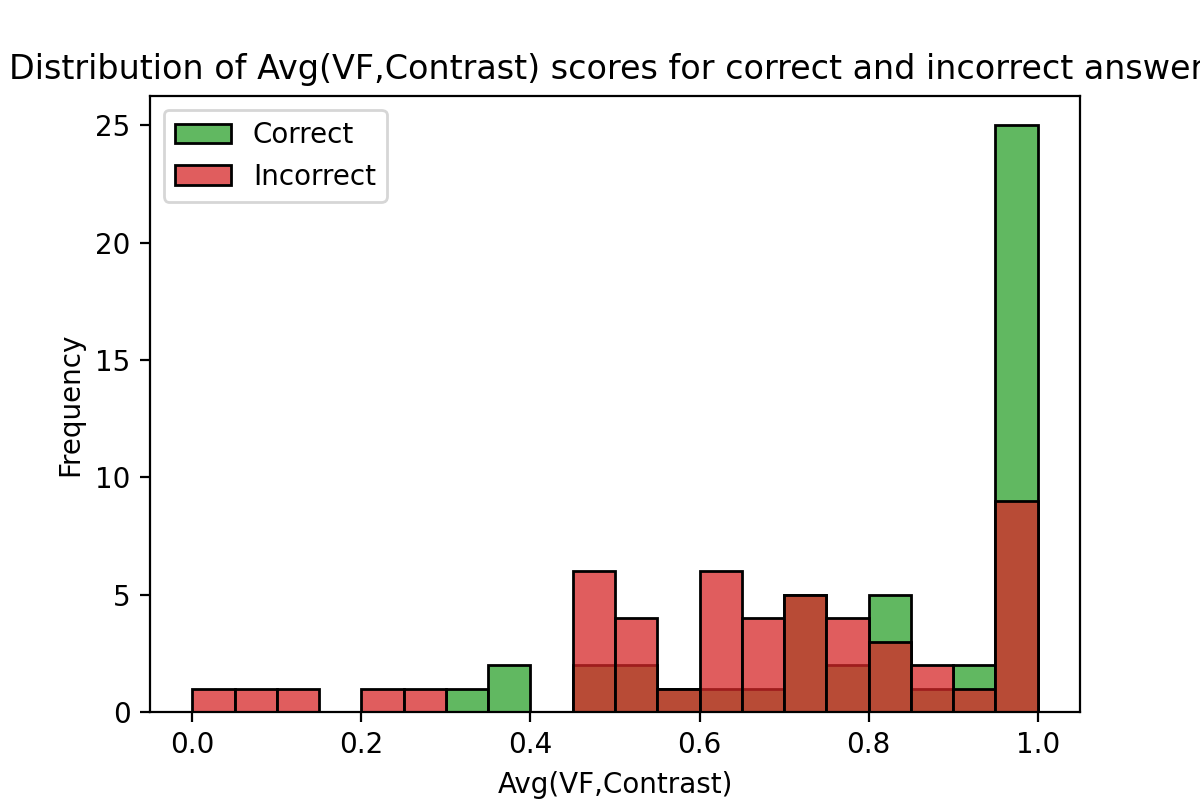 Distribution of Avg(VF,Contrast) scores for correct and incorrect answer
Correct
Incorrect
25
20
15
10
5
0
Frequency
0.0 0.2 0.4 0.6 0.8 1.0
Avg(VF,Contrast)